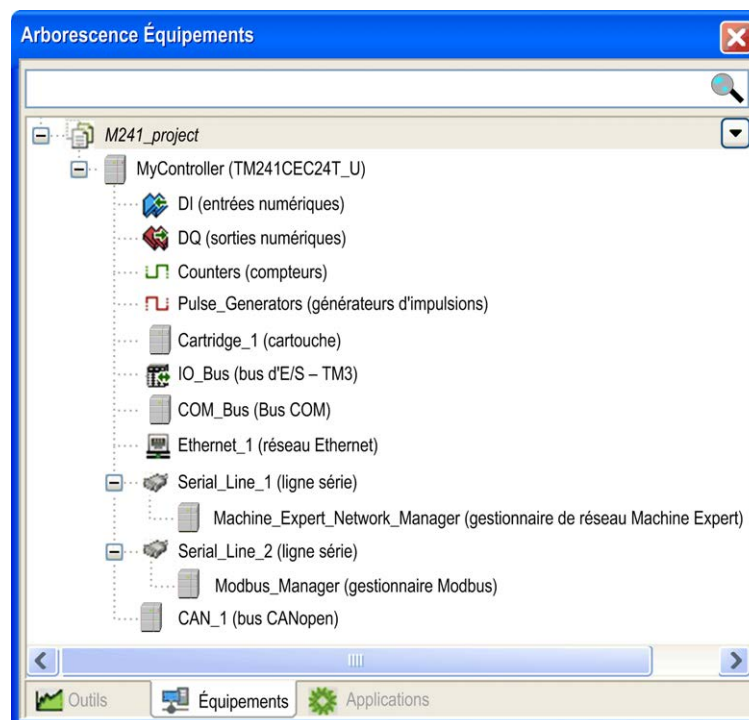 Arborescence Équipements
M241_project
MyController (TM241CEC24T_U)
DI (entrées numériques)
DQ (sorties numériques)
Counters (compteurs)
Pulse_Generators (générateurs d'impulsions)
Cartridge_1 (cartouche)
IO_Bus (bus d'E/S – TM3)
COM_Bus (Bus COM)
Ethernet_1 (réseau Ethernet)
Serial_Line_1 (ligne série)
Machine_Expert_Network_Manager (gestionnaire de réseau Machine Expert)
Serial_Line_2 (ligne série)
Modbus_Manager (gestionnaire Modbus)
CAN_1 (bus CANopen)
Outils Équipements Applications